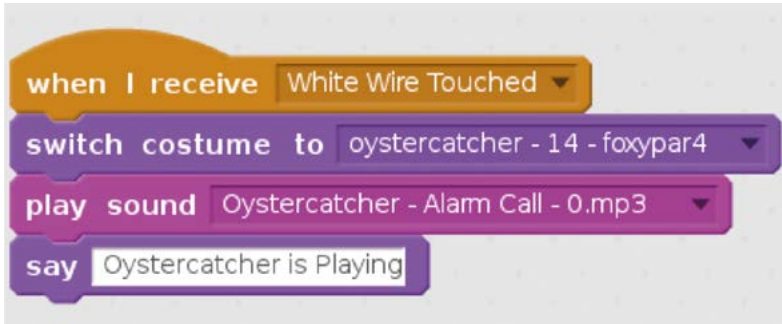 when I receive White Wire Touched
switch costume to oystercatcher - 14 - foxypar4
play sound Oystercatcher - Alarm Call - 0.mp3
say Oystercatcher is Playing